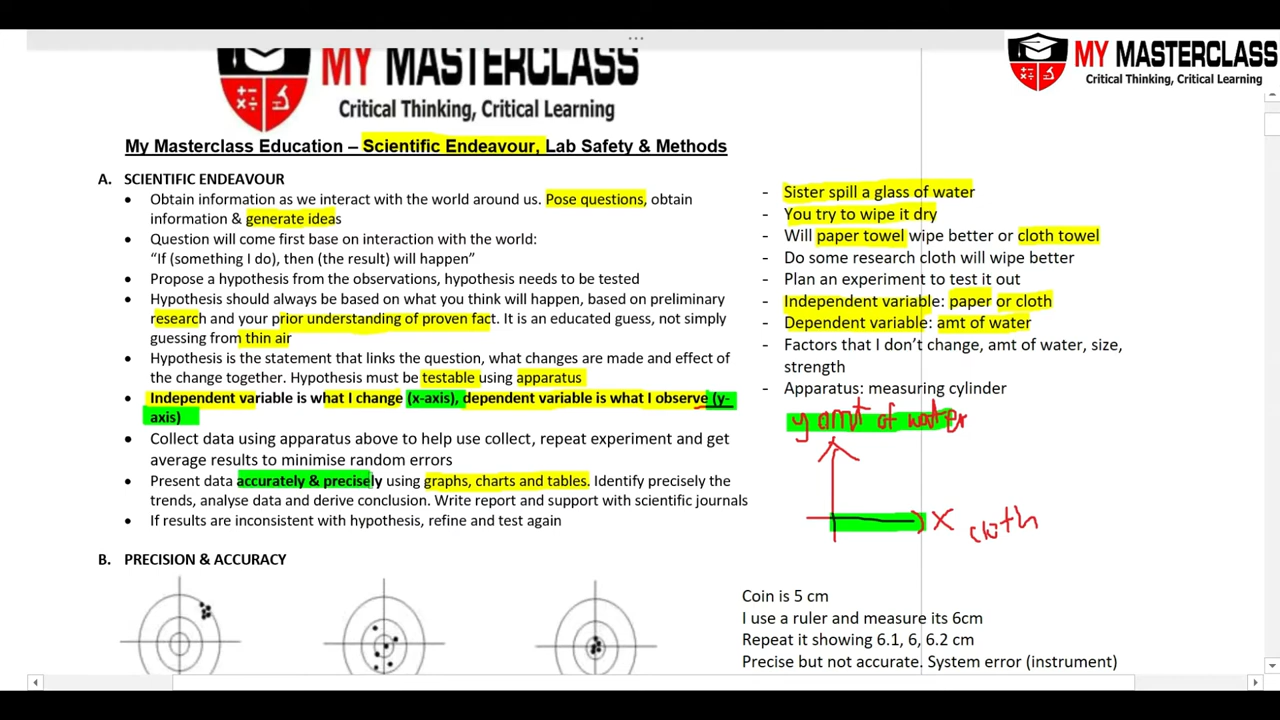 MY MASTERCLASS
Critical Thinking, Critical Learning
MY MASTERCLASS
Critical Thinking, Critical Learning
My Masterclass Education – Scientific Endeavour, Lab Safety & Methods
A. SCIENTIFIC ENDEAVOUR
• Obtain information as we interact with the world around us. Pose questions, obtain
information & generate ideas
• Question will come first base on interaction with the world:
“If (something I do), then (the result) will happen”
• Propose a hypothesis from the observations, hypothesis needs to be tested
• Hypothesis should always be based on what you think will happen, based on preliminary
research and your prior understanding of proven fact. It is an educated guess, not simply
guessing from thin air
• Hypothesis is the statement that links the question, what changes are made and effect of
the change together. Hypothesis must be testable using apparatus
• Independent variable is what I change (x-axis), dependent variable is what I observe (y-
axis)
• Collect data using apparatus above to help use collect, repeat experiment and get
average results to minimise random errors
• Present data accurately & precisely using graphs, charts and tables. Identify precisely the
trends, analyse data and derive conclusion. Write report and support with scientific journals
• If results are inconsistent with hypothesis, refine and test again
B. PRECISION & ACCURACY
- Sister spill a glass of water
- You try to wipe it dry
- Will paper towel wipe better or cloth towel
- Do some research cloth will wipe better
- Plan an experiment to test it out
- Independent variable: paper or cloth
- Dependent variable: amt of water
- Factors that I don’t change, amt of water, size,
strength
- Apparatus: measuring cylinder
y amt of water
x cloth
Coin is 5 cm
I use a ruler and measure its 6cm
Repeat it showing 6.1, 6, 6.2 cm
Precise but not accurate. System error (instrument)